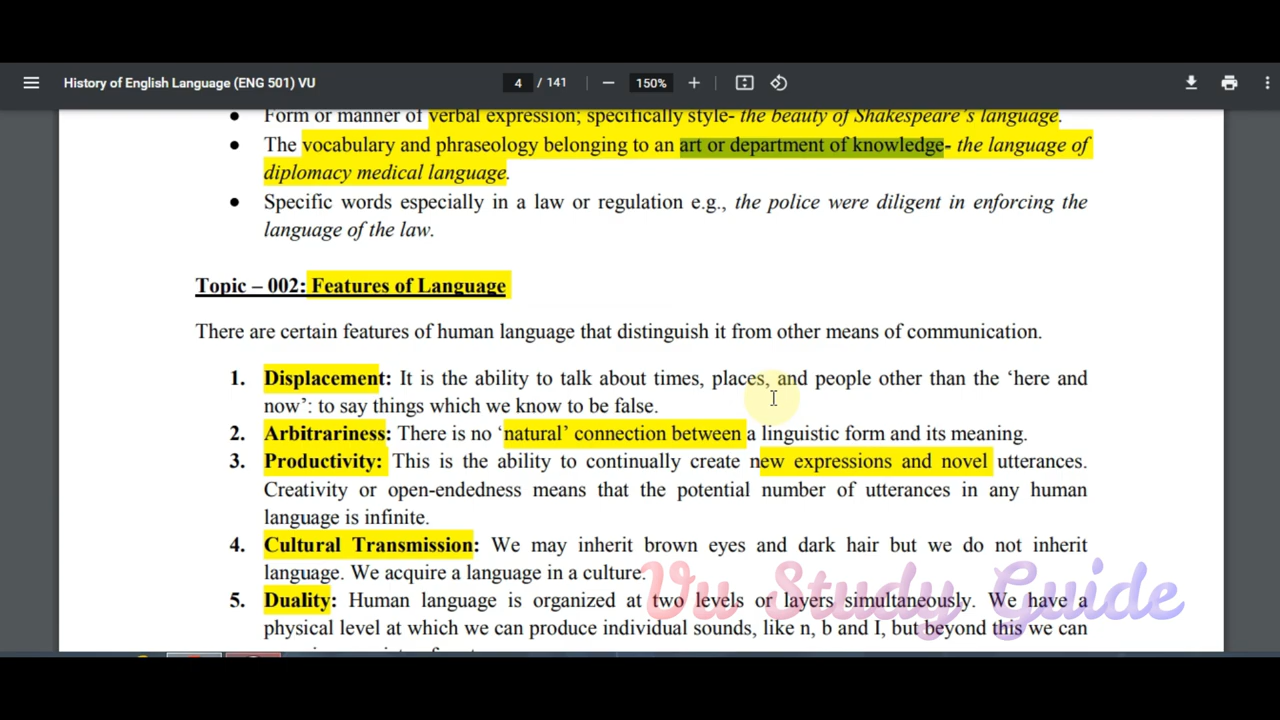 History of English Language (ENG 501) VU
4 / 141
150%
Form or manner of verbal expression; specifically style- the beauty of Shakespeare's language.
The vocabulary and phraseology belonging to an art or department of knowledge- the language of
diplomacy medical language.
Specific words especially in a law or regulation e.g., the police were diligent in enforcing the
language of the law.
Topic – 002: Features of Language
There are certain features of human language that distinguish it from other means of communication.
1. Displacement: It is the ability to talk about times, places, and people other than the 'here and
now': to say things which we know to be false.
2. Arbitrariness: There is no 'natural' connection between a linguistic form and its meaning.
3. Productivity: This is the ability to continually create new expressions and novel utterances.
Creativity or open-endedness means that the potential number of utterances in any human
language is infinite.
4. Cultural Transmission: We may inherit brown eyes and dark hair but we do not inherit
language. We acquire a language in a culture.
5. Duality: Human language is organized at two levels or layers simultaneously. We have a
physical level at which we can produce individual sounds, like n, b and I, but beyond this we can
Vu Study Guide